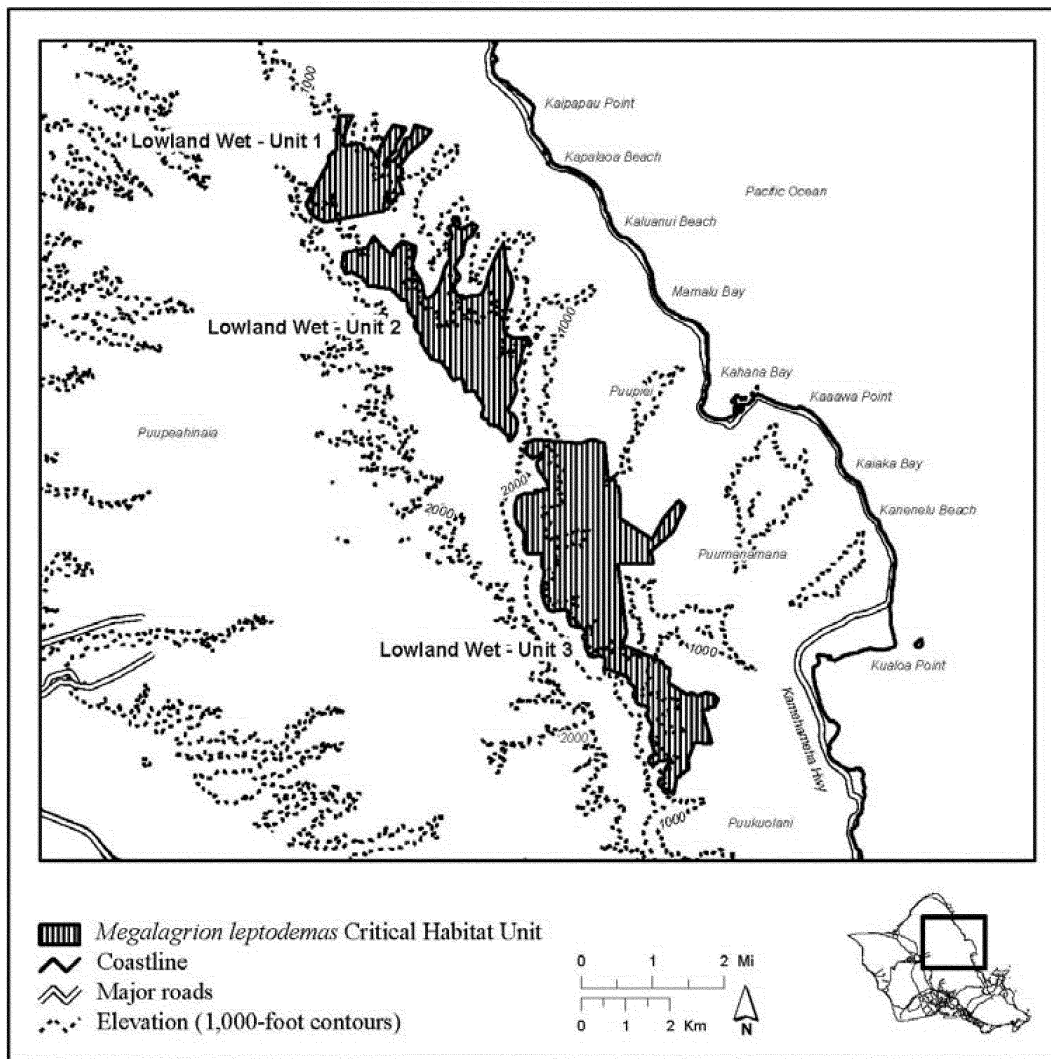 1000
Kaipapau Point
Lowland Wet - Unit 1
Kapalaoa Beach
Pacific Ocean
Kaluanui Beach
Mamalu Bay
Lowland Wet - Unit 2
1000
Kahana Bay
Puupiei
Kaaawa Point
Puupeahinaia
Kaiaka Bay
2000
2000
Kanenelu Beach
Puumanamana
Lowland Wet - Unit 3
1000
Kualoa Point
Kamehameha Hwy
2000
1000
Puukuolani
Megalagrion leptodemas Critical Habitat Unit
Coastline
Major roads
Elevation (1,000-foot contours)
0 1 2 Mi
0 1 2 Km
N